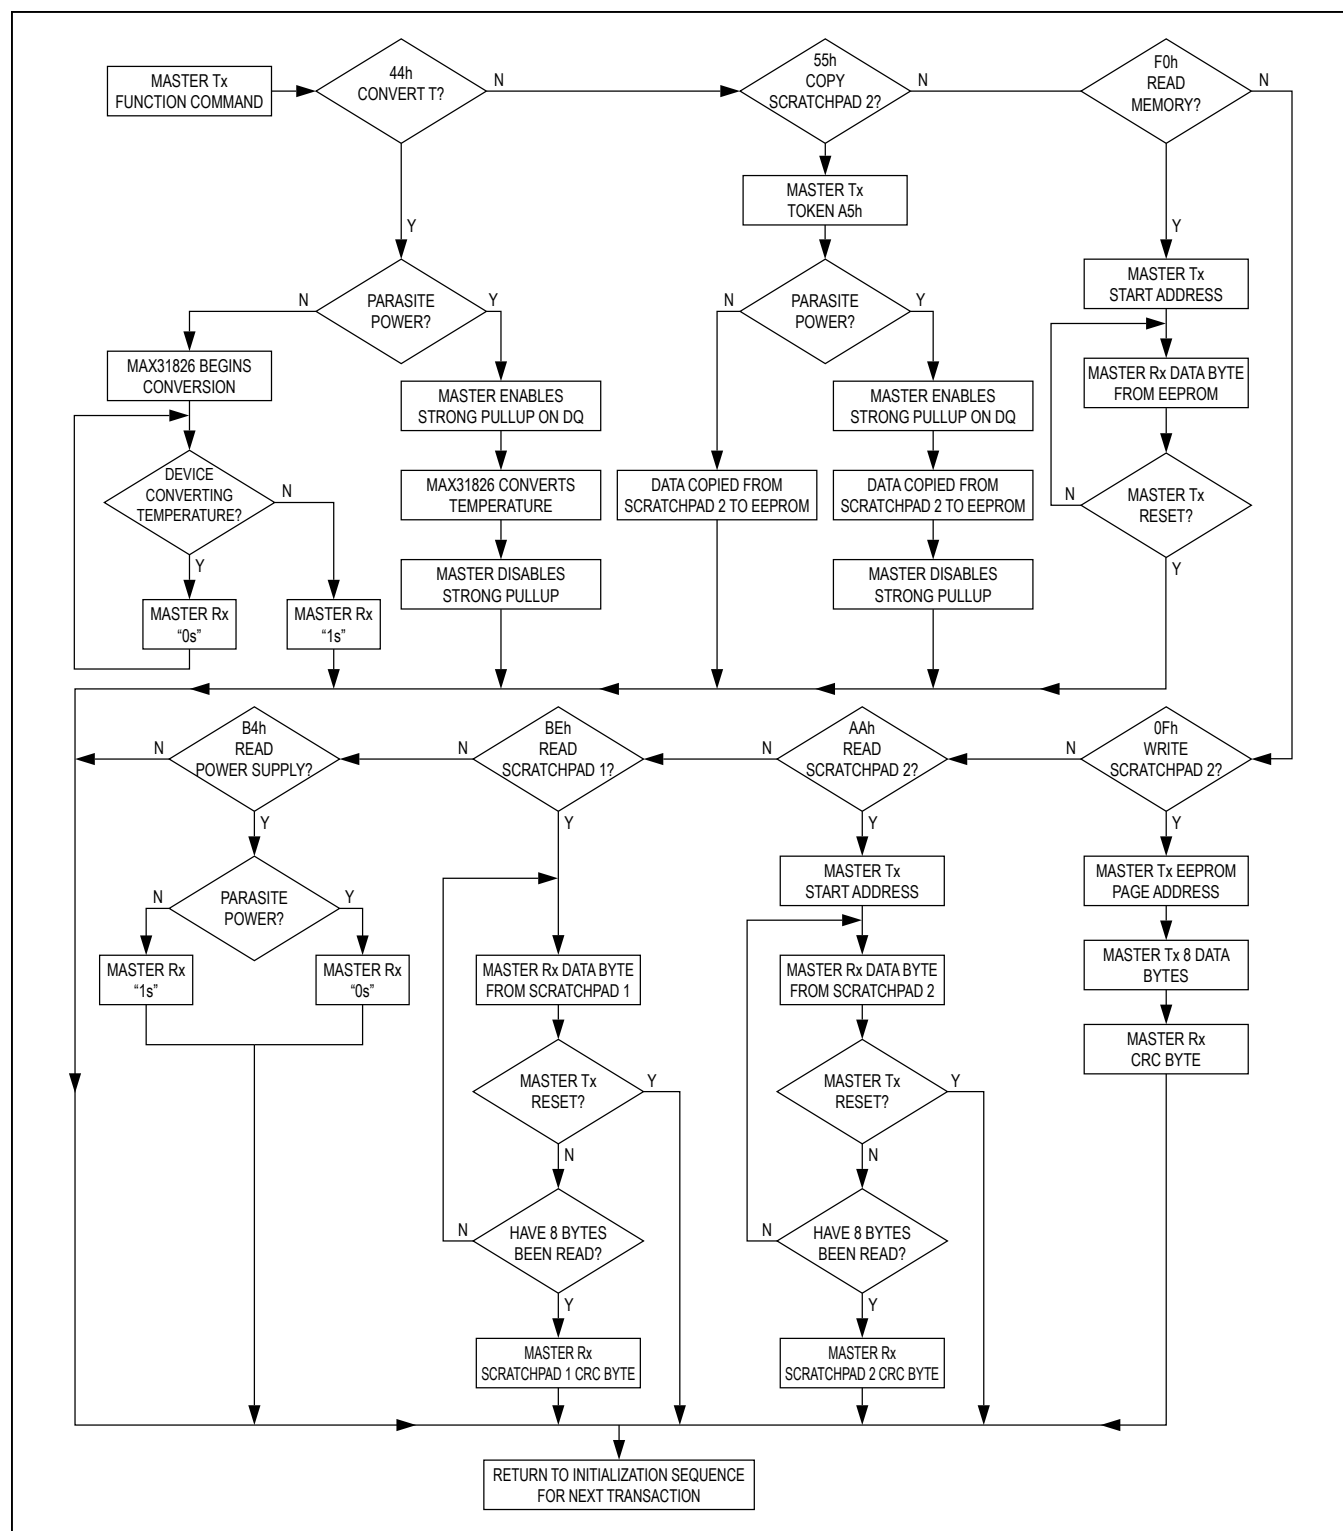 MASTER Tx
FUNCTION COMMAND
44h
CONVERT T?
N
Y
55h
COPY
SCRATCHPAD 2?
N
F0h
READ
MEMORY?
N
Y
MASTER Tx
TOKEN A5h
PARASITE
POWER?
N
Y
MAX31826 BEGINS
CONVERSION
DEVICE
CONVERTING
TEMPERATURE?
N
Y
MASTER Rx
“0s”
MASTER Rx
“1s”
MASTER ENABLES
STRONG PULLUP ON DQ
MAX31826 CONVERTS
TEMPERATURE
MASTER DISABLES
STRONG PULLUP
PARASITE
POWER?
N
Y
DATA COPIED FROM
SCRATCHPAD 2 TO EEPROM
MASTER ENABLES
STRONG PULLUP ON DQ
DATA COPIED FROM
SCRATCHPAD 2 TO EEPROM
MASTER DISABLES
STRONG PULLUP
MASTER Tx
START ADDRESS
MASTER Rx DATA BYTE
FROM EEPROM
MASTER Tx
RESET?
N
Y
B4h
READ
POWER SUPPLY?
N
Y
BEh
READ
SCRATCHPAD 1?
N
Y
AAh
READ
SCRATCHPAD 2?
N
Y
0Fh
WRITE
SCRATCHPAD 2?
N
Y
PARASITE
POWER?
N
Y
MASTER Rx
“1s”
MASTER Rx
“0s”
MASTER Rx DATA BYTE
FROM SCRATCHPAD 1
MASTER Tx
RESET?
Y
N
HAVE 8 BYTES
BEEN READ?
N
Y
MASTER Rx
SCRATCHPAD 1 CRC BYTE
MASTER Tx
START ADDRESS
MASTER Rx DATA BYTE
FROM SCRATCHPAD 2
MASTER Tx
RESET?
Y
N
HAVE 8 BYTES
BEEN READ?
N
Y
MASTER Rx
SCRATCHPAD 2 CRC BYTE
MASTER Tx EEPROM
PAGE ADDRESS
MASTER Tx 8 DATA
BYTES
MASTER Rx
CRC BYTE
RETURN TO INITIALIZATION SEQUENCE
FOR NEXT TRANSACTION